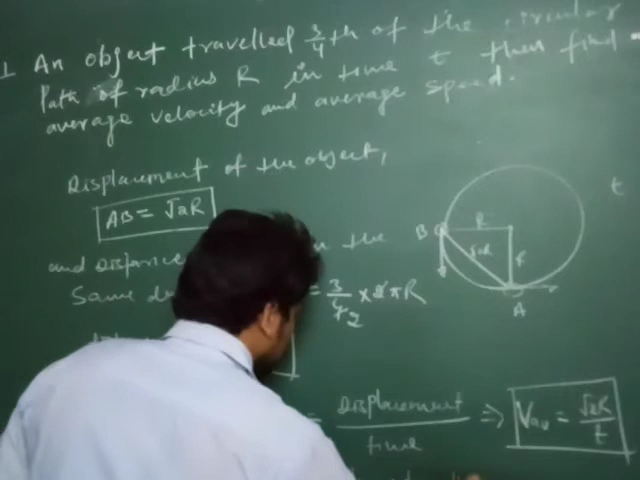 1 An object travelled 3/4th of the circular
Path of radius R in time t then find
average velocity and average speed.
Displacement of the object,
AB = √2R
and Distance the
Same = 3/4 2 × 2πR
B R √2R R A
t
= Displacement/time ⇒ Vav = √2R/t